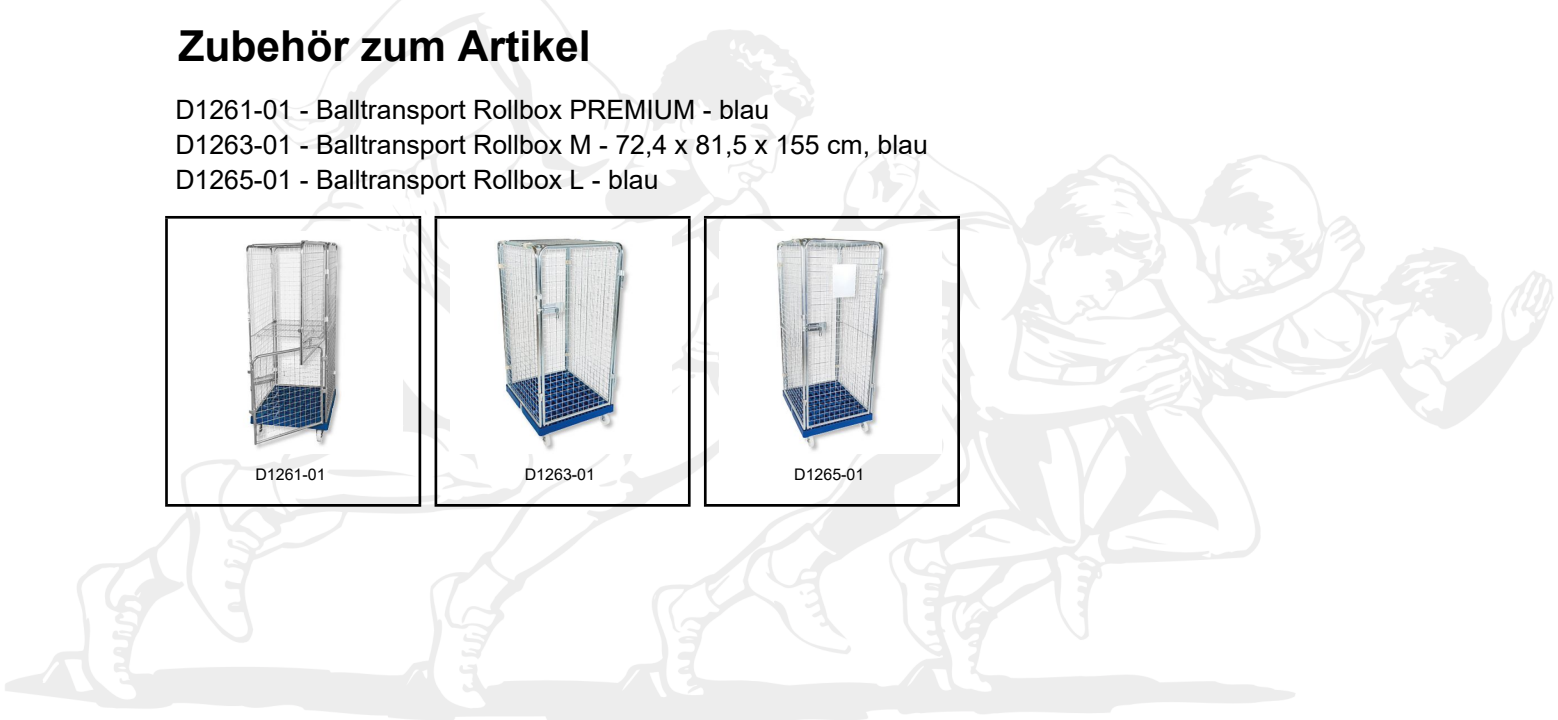 Zubehör zum Artikel
D1261-01 - Balltransport Rollbox PREMIUM - blau
D1263-01 - Balltransport Rollbox M - 72,4 x 81,5 x 155 cm, blau
D1265-01 - Balltransport Rollbox L - blau
D1261-01
D1263-01
D1265-01